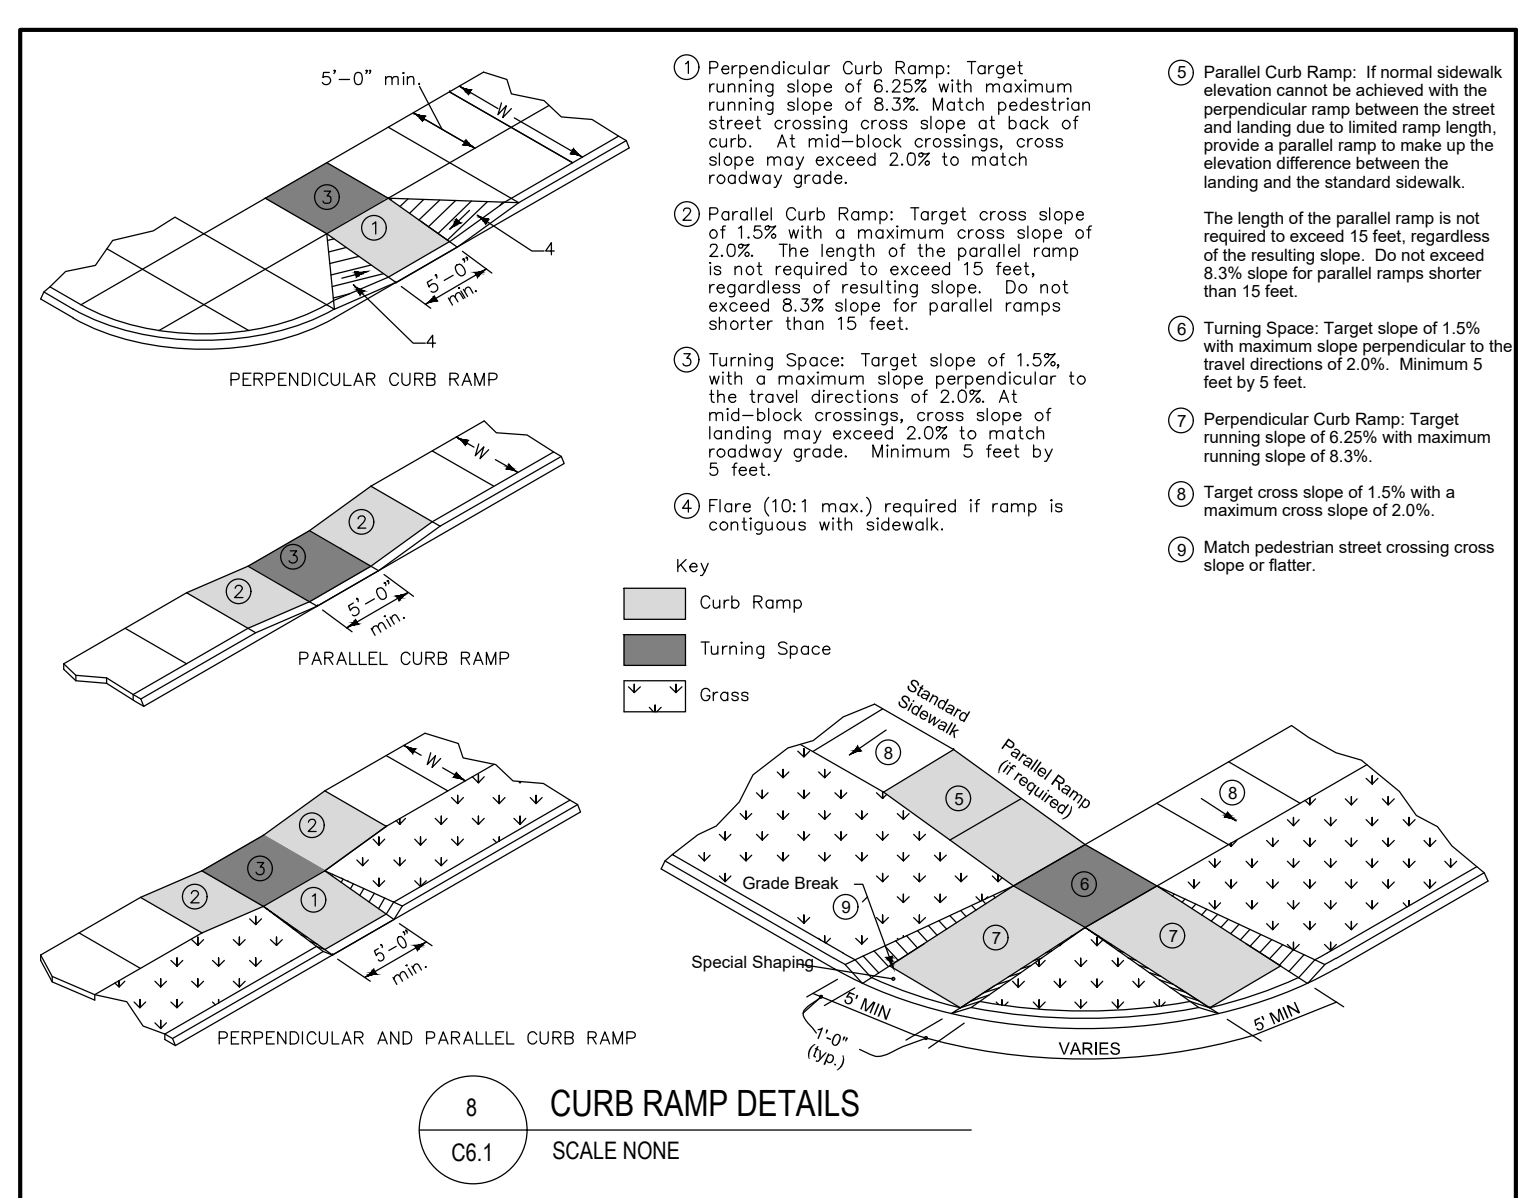 5'-0" min.
W
3
1
4
5'-0"
min.
4
PERPENDICULAR CURB RAMP
W
2
3
2
5'-0"
min.
PARALLEL CURB RAMP
W
2
3
2
1
5'-0"
min.
PERPENDICULAR AND PARALLEL CURB RAMP
1 Perpendicular Curb Ramp: Target
running slope of 6.25% with maximum
running slope of 8.3%. Match pedestrian
street crossing cross slope at back of
curb. At mid-block crossings, cross
slope may exceed 2.0% to match
roadway grade.
2 Parallel Curb Ramp: Target cross slope
of 1.5% with a maximum cross slope of
2.0%. The length of the parallel ramp
is not required to exceed 15 feet,
regardless of resulting slope. Do not
exceed 8.3% slope for parallel ramps
shorter than 15 feet.
3 Turning Space: Target slope of 1.5%,
with a maximum slope perpendicular to
the travel directions of 2.0%. At
mid-block crossings, cross slope of
landing may exceed 2.0% to match
roadway grade. Minimum 5 feet by
5 feet.
4 Flare (10:1 max.) required if ramp is
contiguous with sidewalk.
Key
Curb Ramp
Turning Space
Grass
5 Parallel Curb Ramp: If normal sidewalk
elevation cannot be achieved with the
perpendicular ramp between the street
and landing due to limited ramp length,
provide a parallel ramp to make up the
elevation difference between the
landing and the standard sidewalk.
The length of the parallel ramp is not
required to exceed 15 feet, regardless
of the resulting slope. Do not exceed
8.3% slope for parallel ramps shorter
than 15 feet.
6 Turning Space: Target slope of 1.5%
with maximum slope perpendicular to the
travel directions of 2.0%. Minimum 5
feet by 5 feet.
7 Perpendicular Curb Ramp: Target
running slope of 6.25% with maximum
running slope of 8.3%.
8 Target cross slope of 1.5% with a
maximum cross slope of 2.0%.
9 Match pedestrian street crossing cross
slope or flatter.
Standard
Sidewalk
Parallel Ramp
(if required)
8
5
8
6
Grade Break
9
7
7
Special Shaping
5' MIN
1'-0"
(typ.)
VARIES
5' MIN
8
C6.1
CURB RAMP DETAILS
SCALE NONE